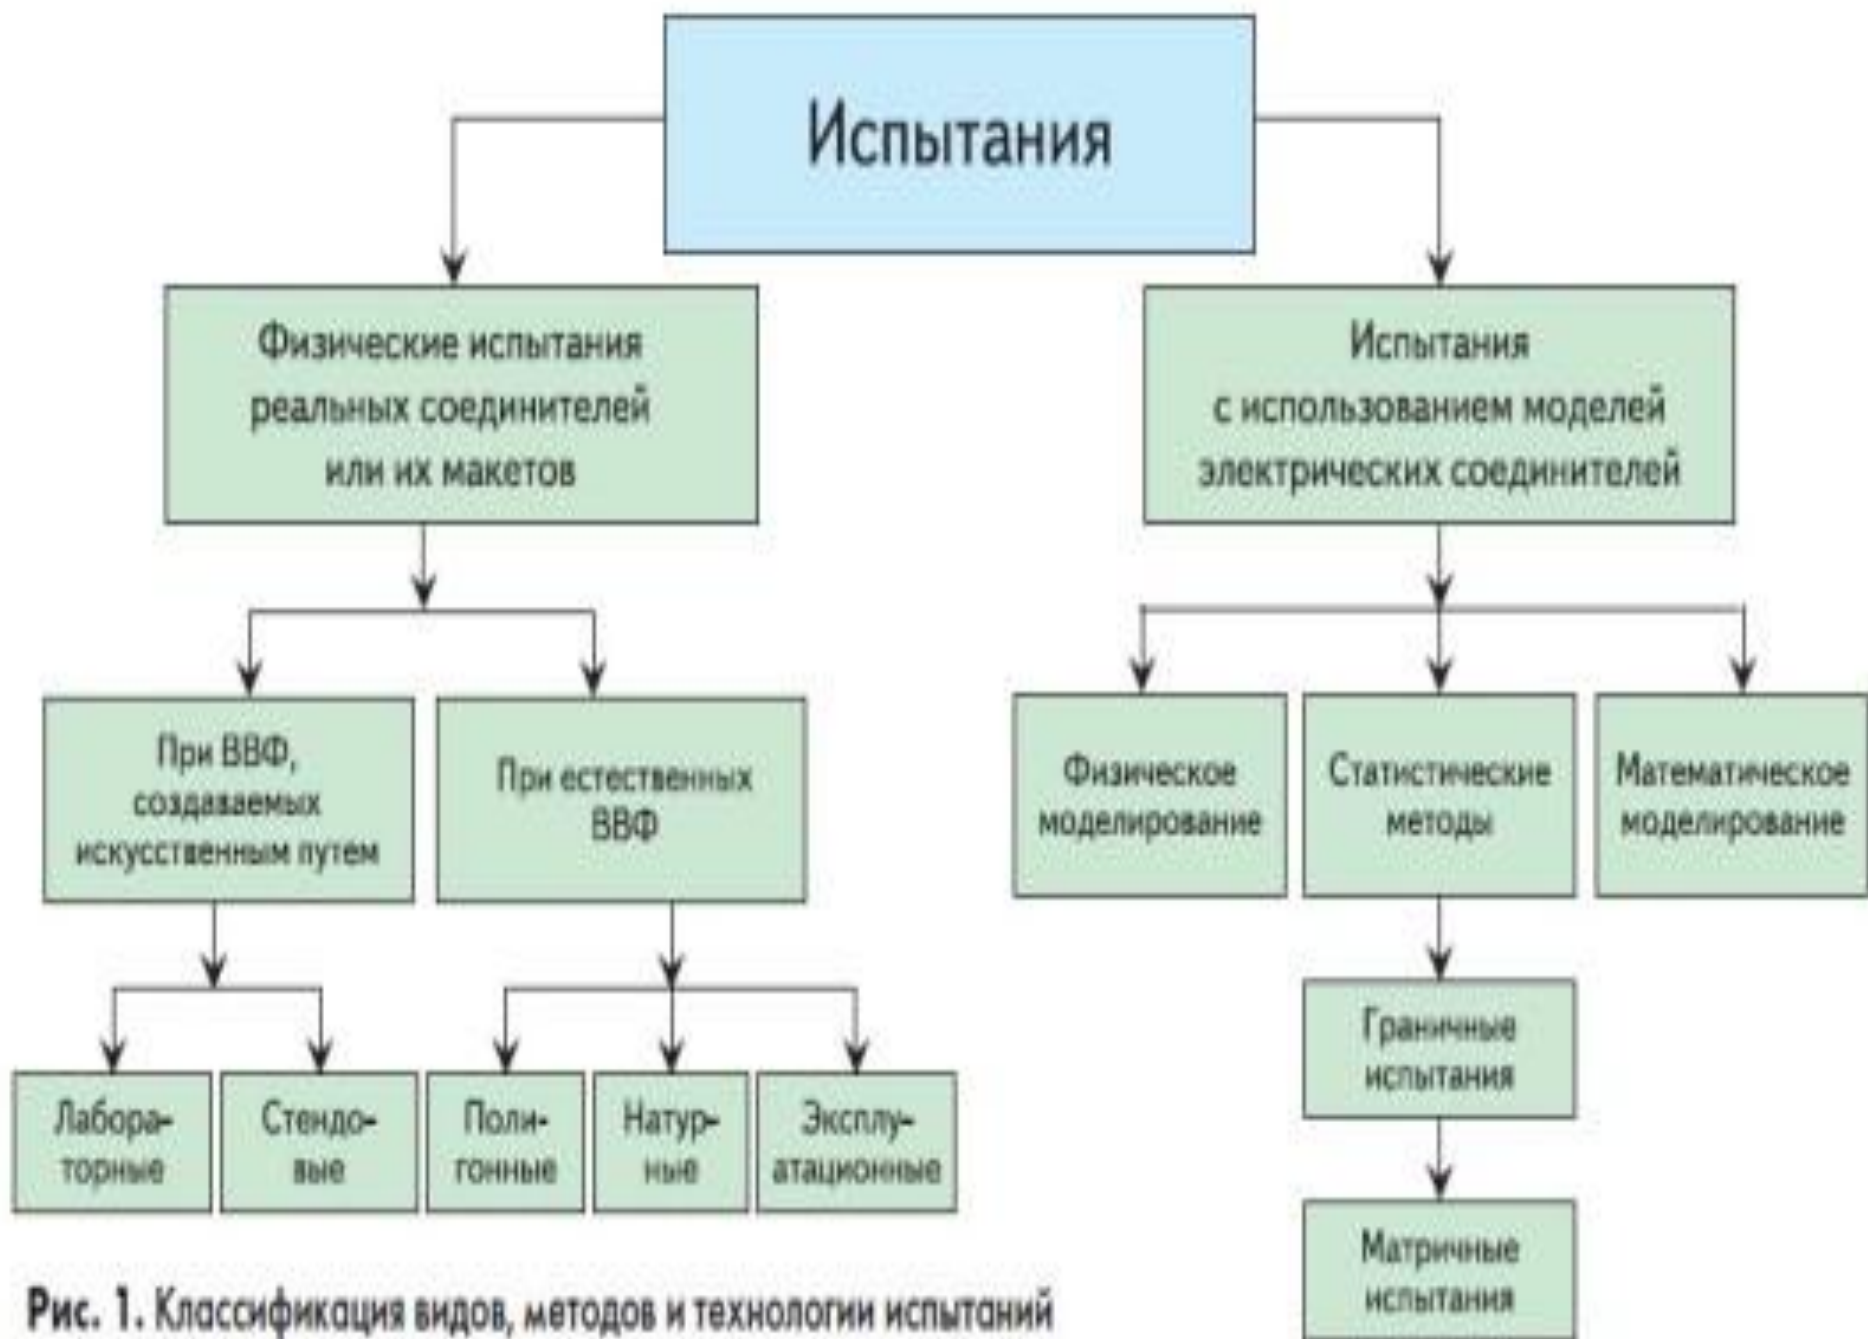 Испытания
Физические испытания
реальных соединителей
или их макетов
Испытания
с использованием моделей
электрических соединителей
При ВВФ,
создаваемых
искусственным путем
При естественных
ВВФ
Физическое
моделирование
Статистические
методы
Математическое
моделирование
Лабора-
торные
Стендо-
вые
Поли-
гонные
Натур-
ные
Эксплу-
атационные
Граничные
испытания
Матричные
испытания
Рис. 1. Классификация видов, методов и технологии испытаний